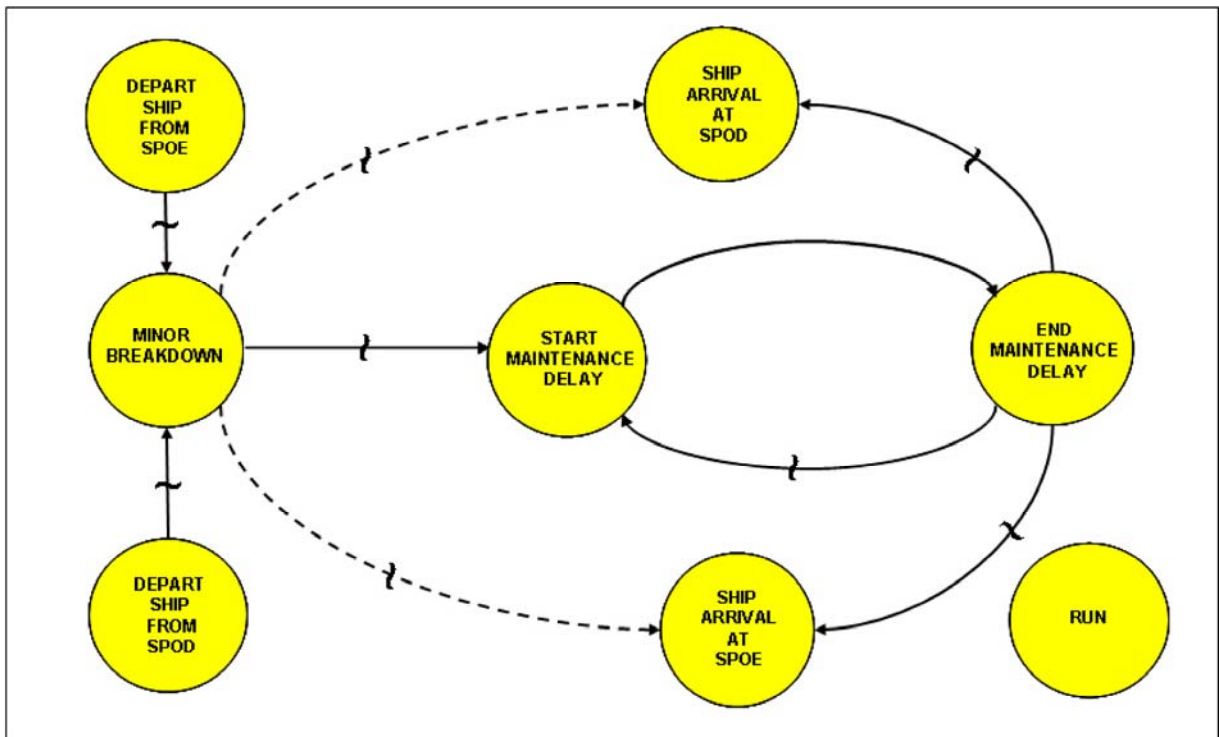 DEPART
SHIP
FROM
SPOE
SHIP
ARRIVAL
AT
SPOD
MINOR
BREAKDOWN
START
MAINTENANCE
DELAY
END
MAINTENANCE
DELAY
DEPART
SHIP
FROM
SPOD
SHIP
ARRIVAL
AT
SPOE
RUN